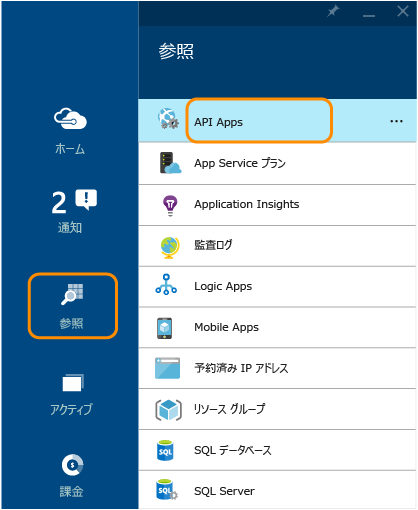 参照
API Apps
App Service プラン
Application Insights
監査ログ
Logic Apps
Mobile Apps
予約済み IP アドレス
リソース グループ
SQL データベース
SQL Server
ホーム
2 !
通知
参照
アクティブ
課金